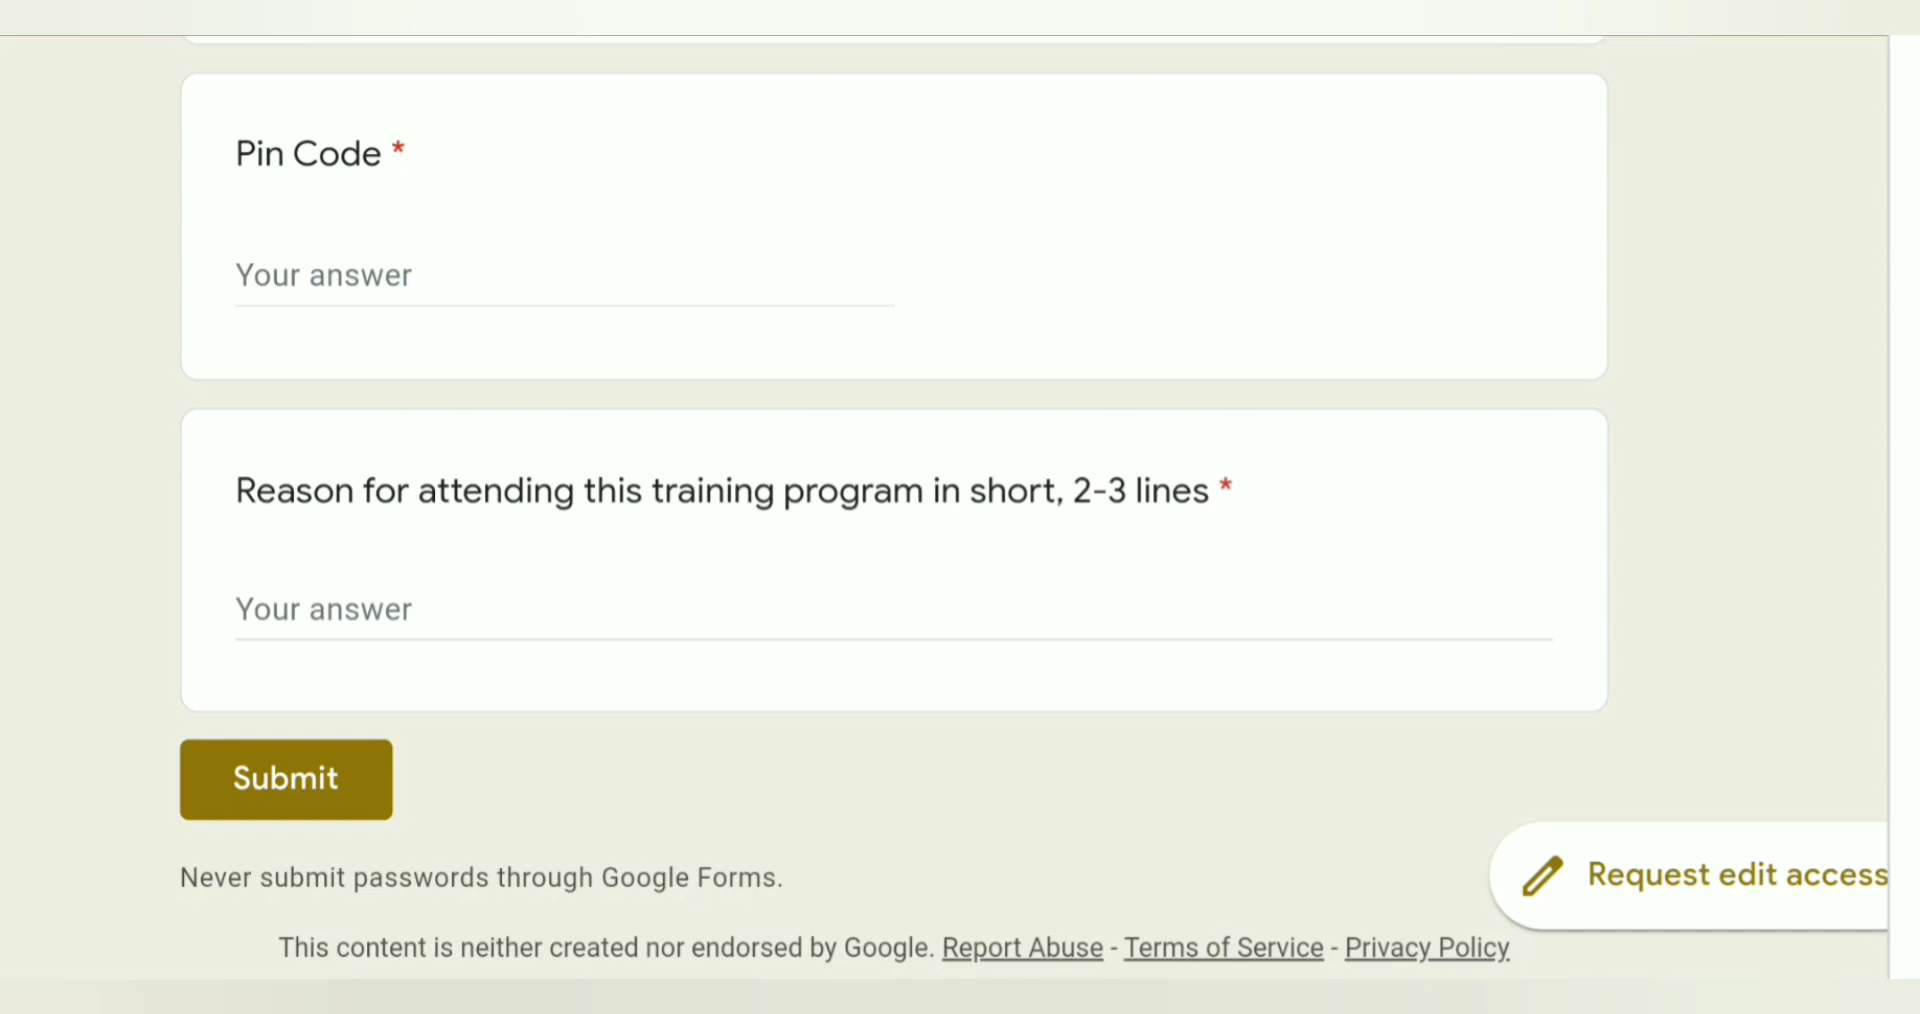 Pin Code *
Your answer
Reason for attending this training program in short, 2-3 lines *
Your answer
Submit
Never submit passwords through Google Forms.
Request edit access
This content is neither created nor endorsed by Google. Report Abuse - Terms of Service - Privacy Policy